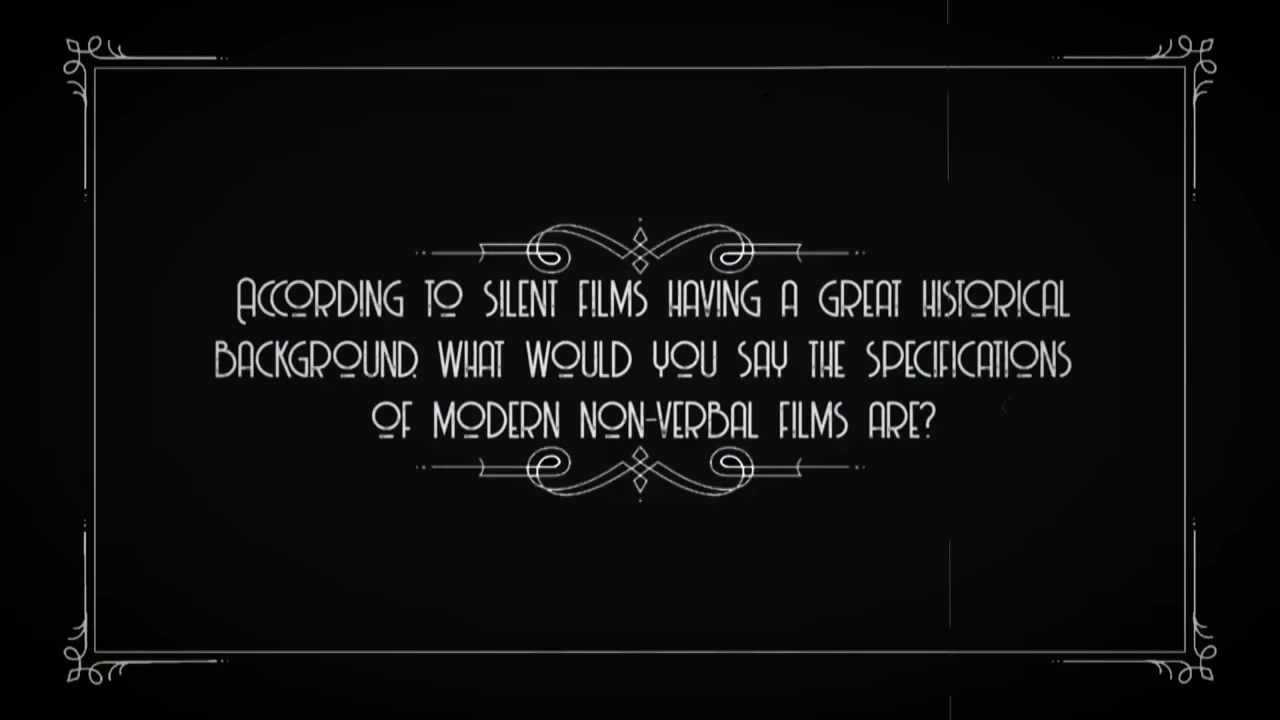 According to silent films having a great historical
background, what would you say the specifications
of modern non-verbal films are?